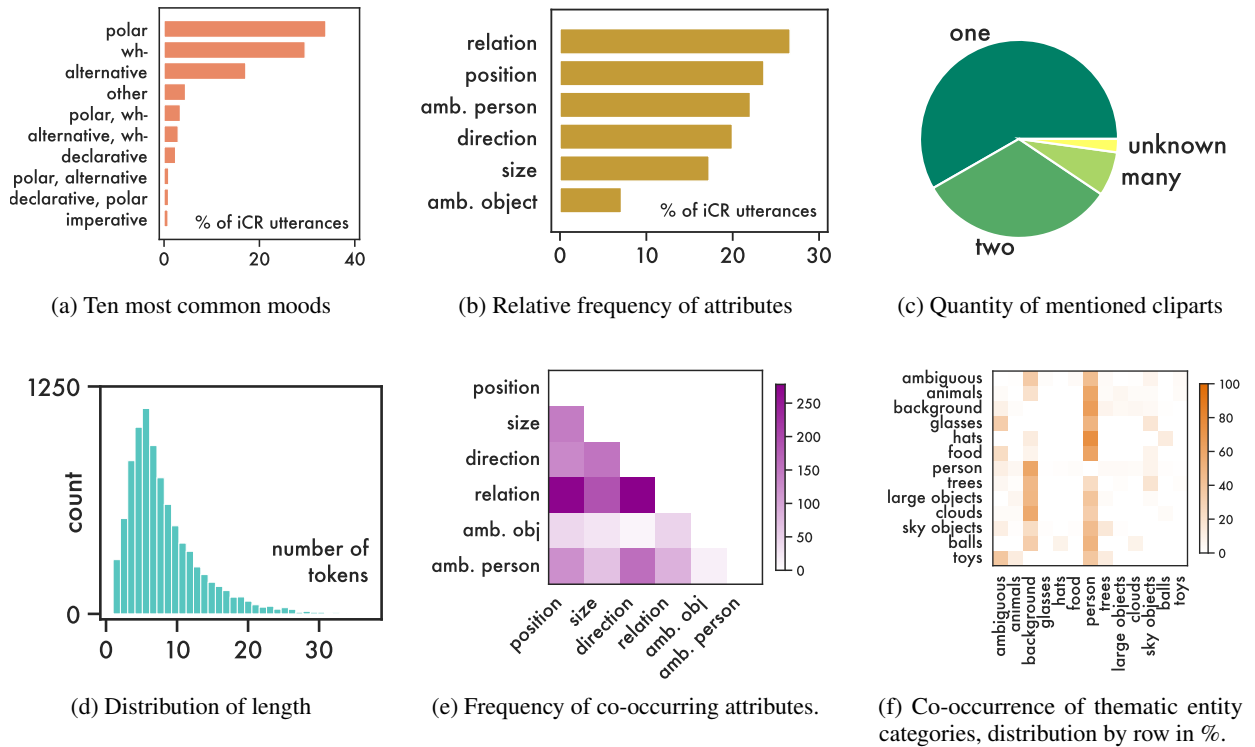 polar
wh-
alternative
other
polar, wh-
alternative, wh-
declarative
polar, alternative
declarative, polar
imperative
% of iCR utterances
0 20 40
(a) Ten most common moods
relation
position
amb. person
direction
size
amb. object
% of iCR utterances
0 10 20 30
(b) Relative frequency of attributes
one
unknown
many
two
(c) Quantity of mentioned cliparts
1250
count
0
number of
tokens
0 10 20 30
(d) Distribution of length
position
size
direction
relation
amb. obj
amb. person
position size direction relation amb. obj amb. person
250
200
150
100
50
0
(e) Frequency of co-occurring attributes.
ambiguous
animals
background
glasses
hats
food
person
trees
large objects
clouds
sky objects
balls
toys
ambiguous animals background glasses hats food person trees large objects clouds sky objects balls toys
100
80
60
40
20
0
(f) Co-occurrence of thematic entity
categories, distribution by row in %.